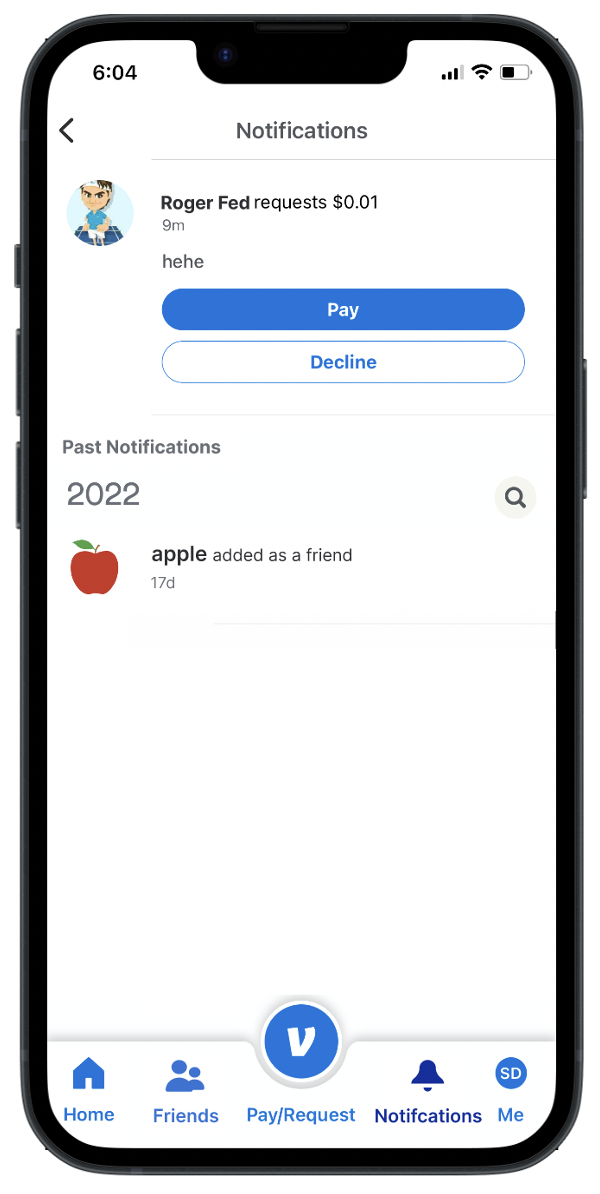 6:04
Notifications
Roger Fed requests $0.01
9m
hehe
Pay
Decline
Past Notifications
2022
apple added as a friend
17d
V
SD
Home Friends Pay/Request Notifcations Me